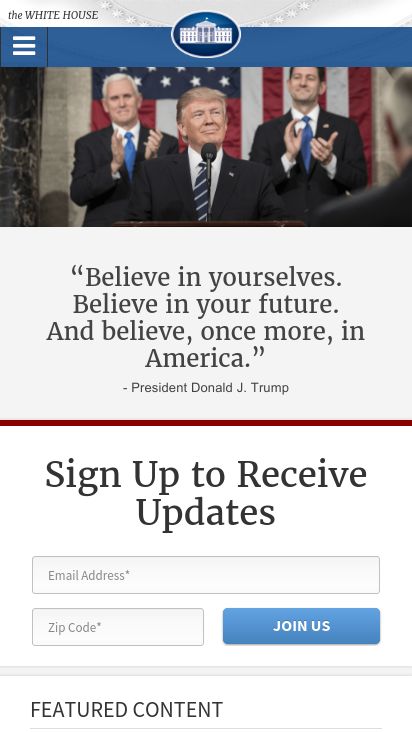 the WHITE HOUSE
“Believe in yourselves.
Believe in your future.
And believe, once more, in
America.”
- President Donald J. Trump
Sign Up to Receive
Updates
Email Address*
Zip Code*
JOIN US
FEATURED CONTENT